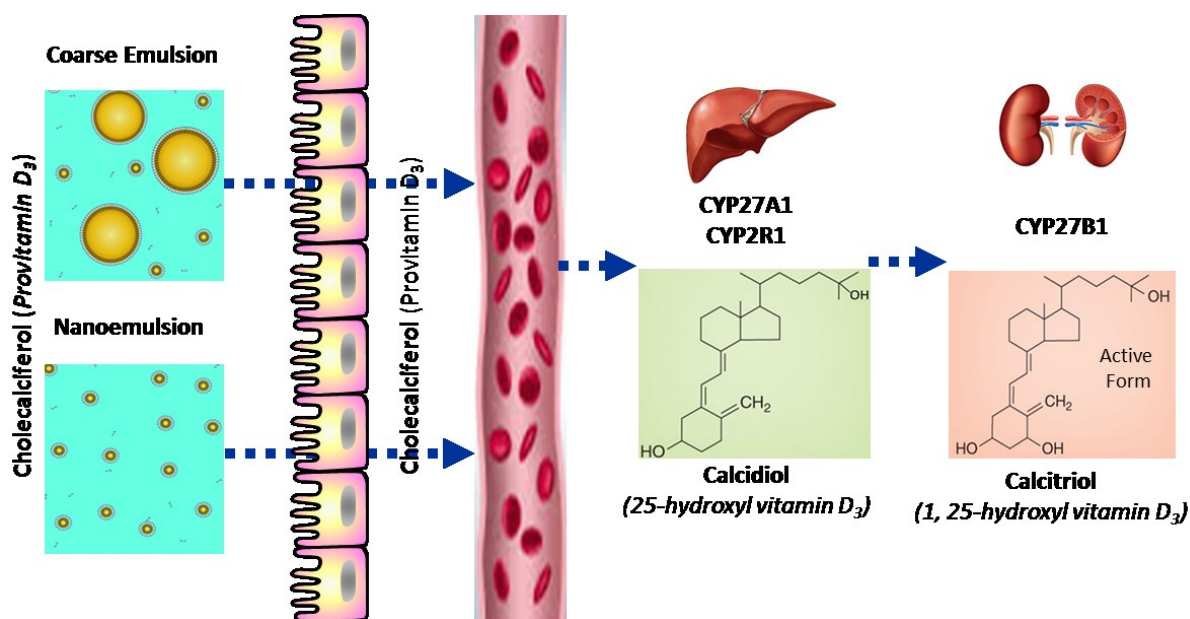 Coarse Emulsion
Cholecalciferol (Provitamin D₃)
Nanoemulsion
Cholecalciferol (Provitamin D₃)
CYP27A1
CYP2R1
OH
CH₂
HO
Calcidiol
(25-hydroxyl vitamin D₃)
CYP27B1
OH
Active
Form
CH₂
HO
OH
Calcitriol
(1, 25-hydroxyl vitamin D₃)